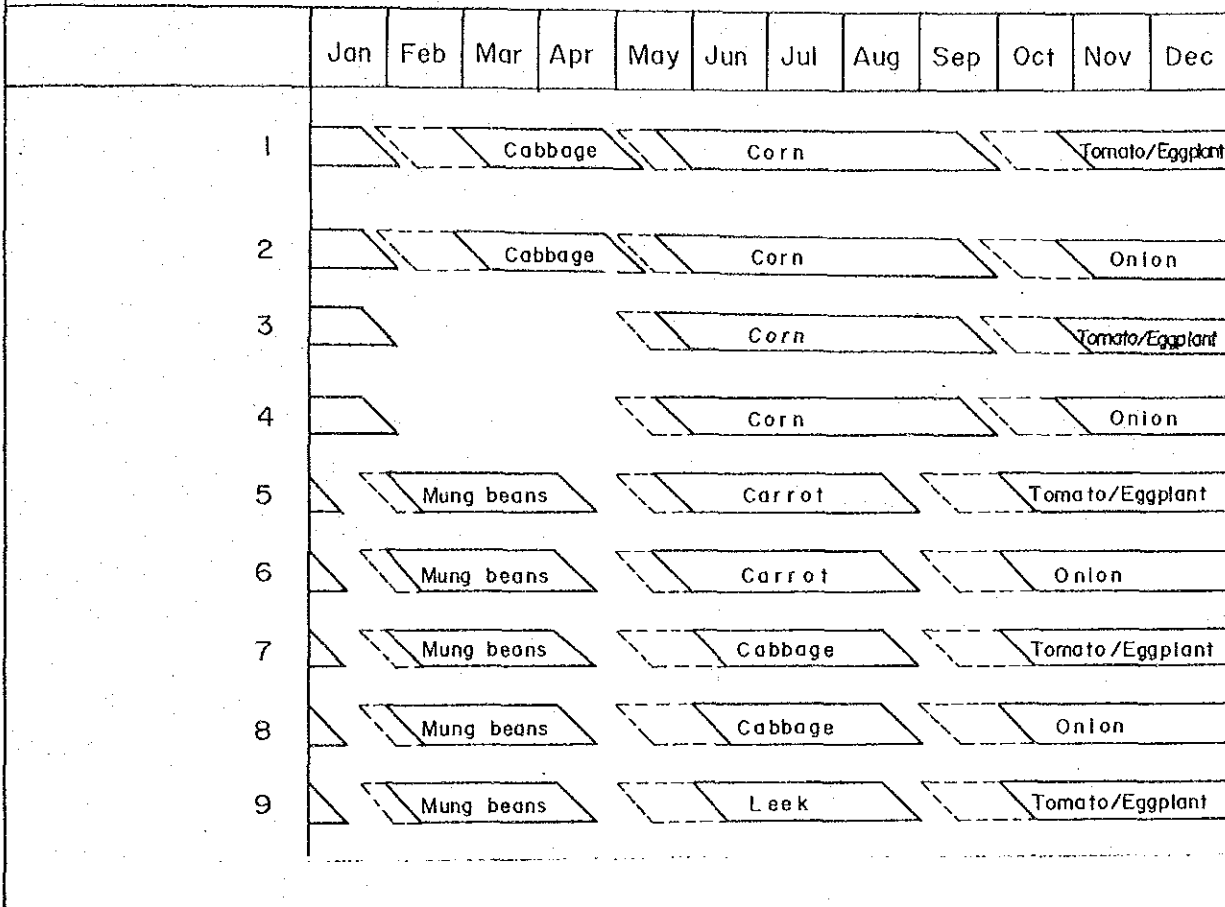 Jan Feb Mar Apr May Jun Jul Aug Sep Oct Nov Dec
1 Cabbage Corn Tomato/Eggplant
2 Cabbage Corn Onion
3 Corn Tomato/Eggplant
4 Corn Onion
5 Mung beans Carrot Tomato/Eggplant
6 Mung beans Carrot Onion
7 Mung beans Cabbage Tomato/Eggplant
8 Mung beans Cabbage Onion
9 Mung beans Leek Tomato/Eggplant